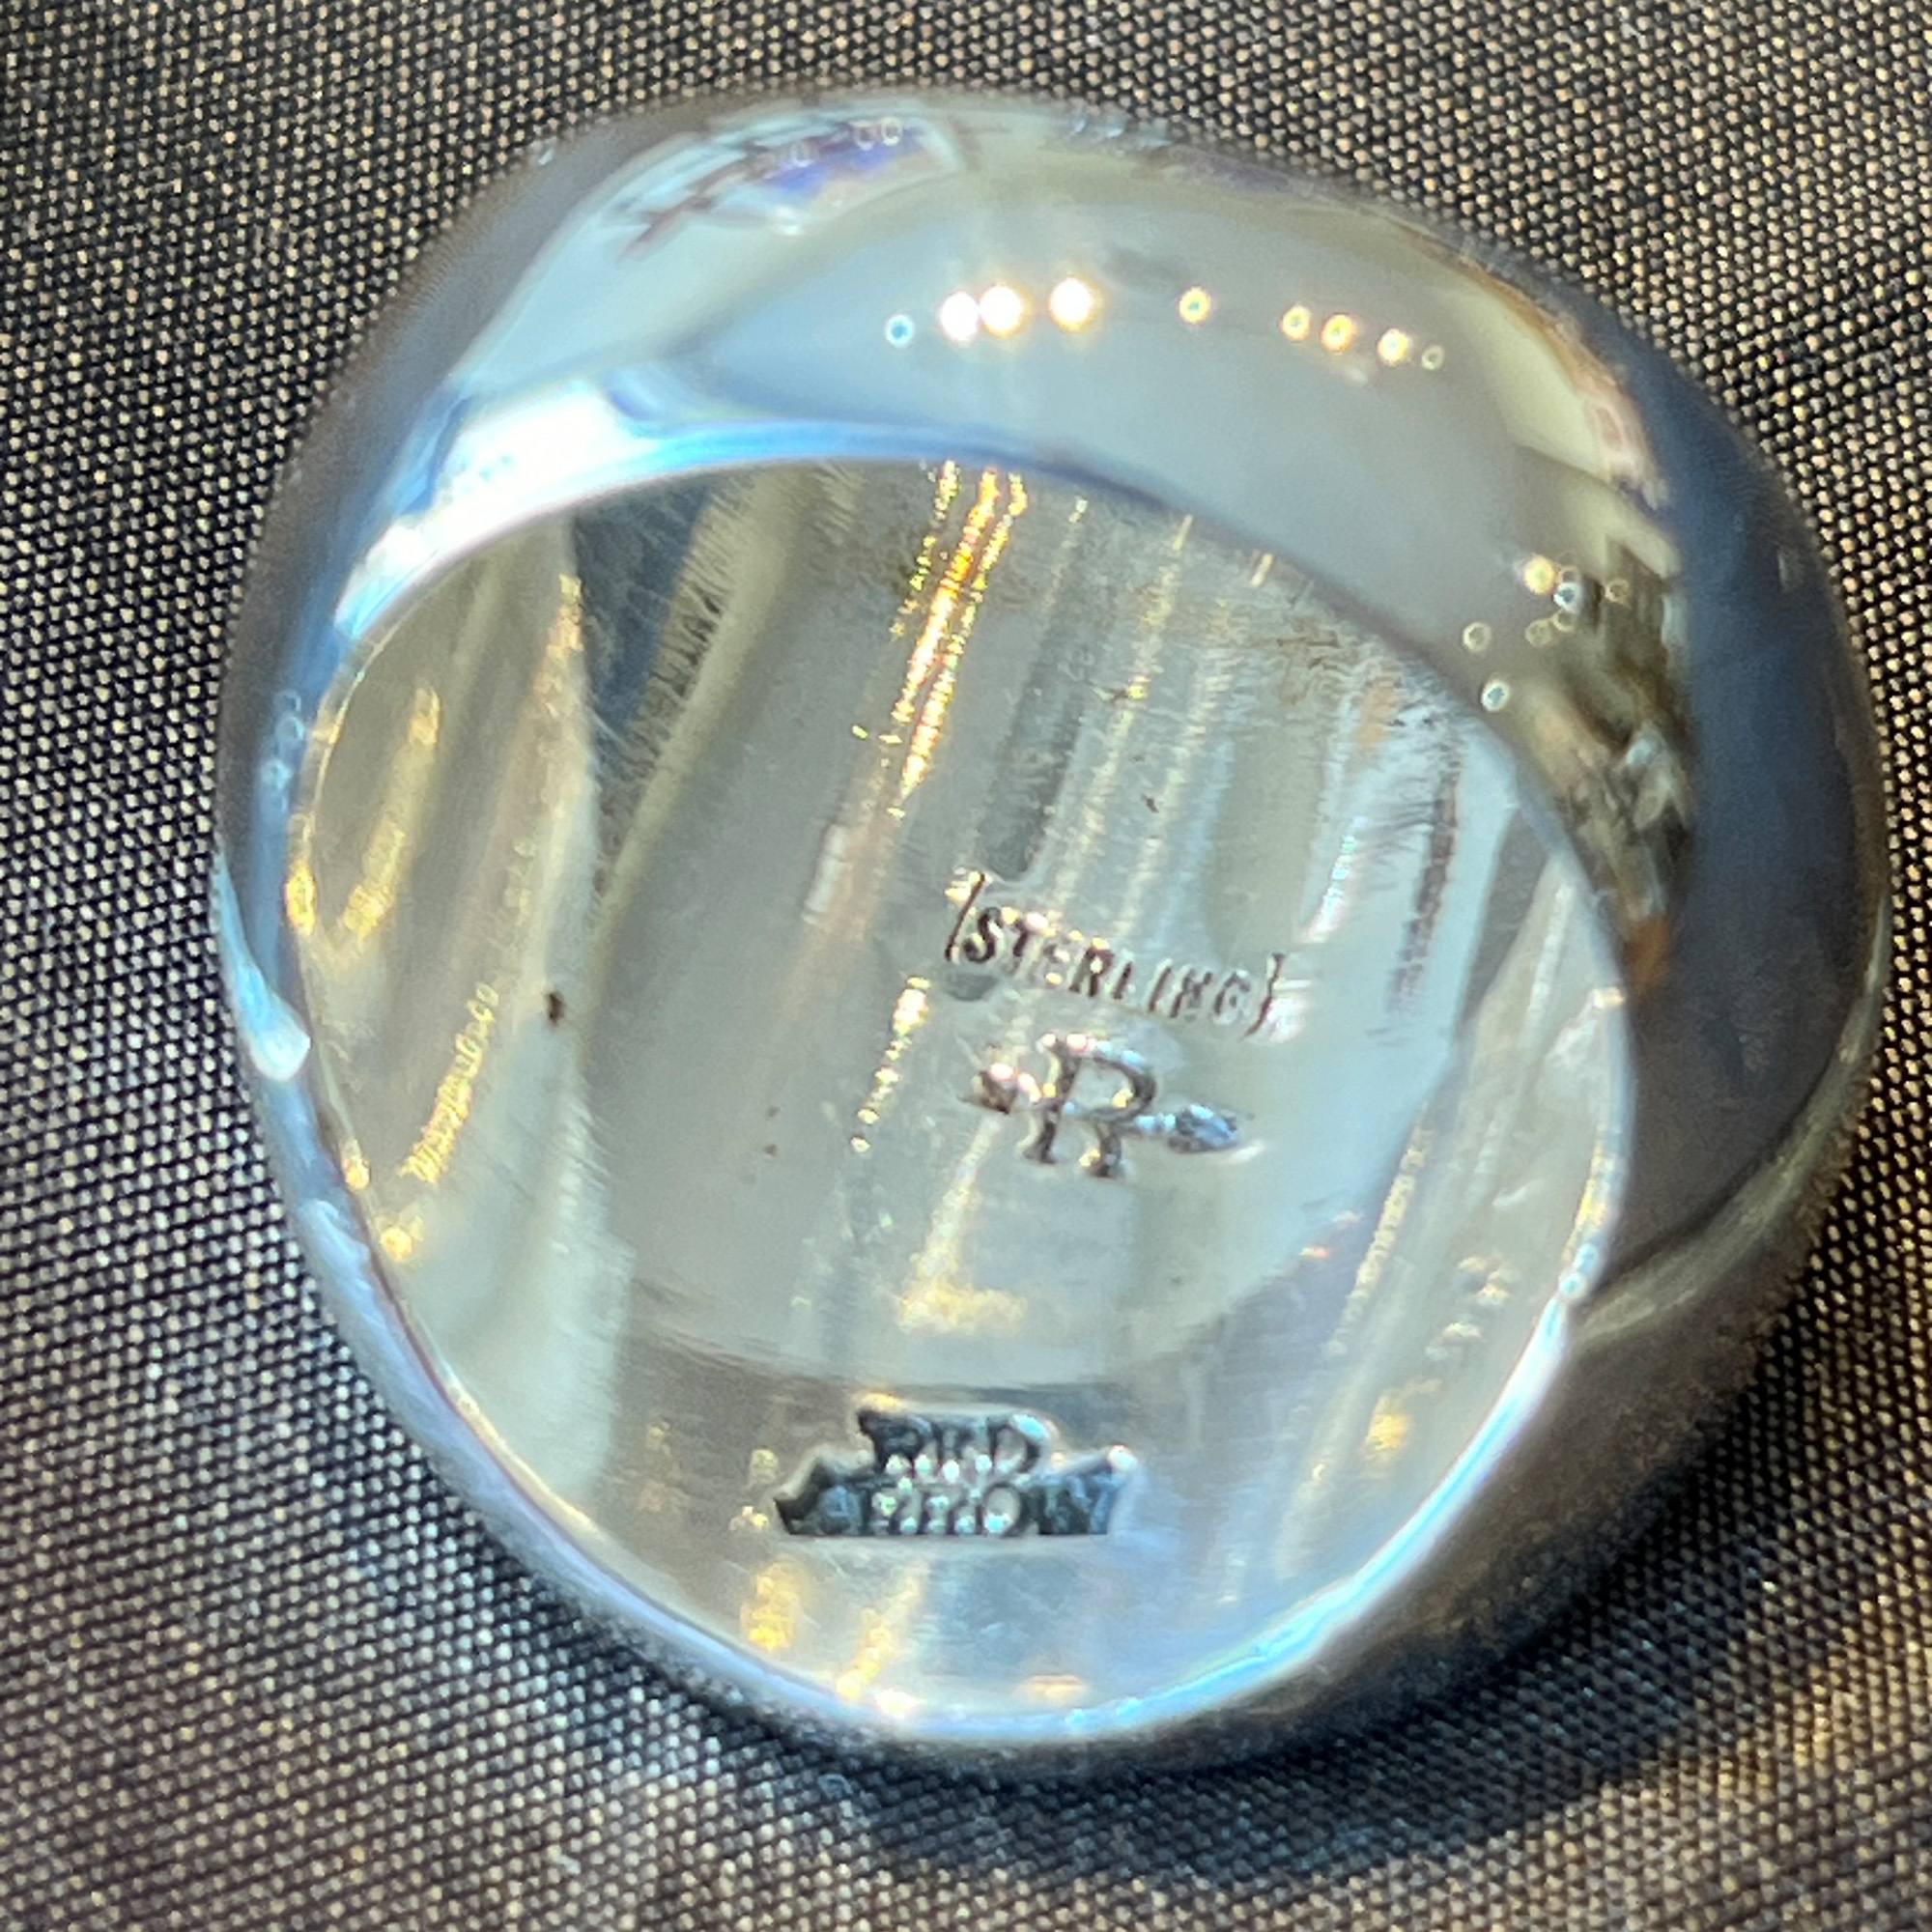 STERLING
R
RED
ARROW